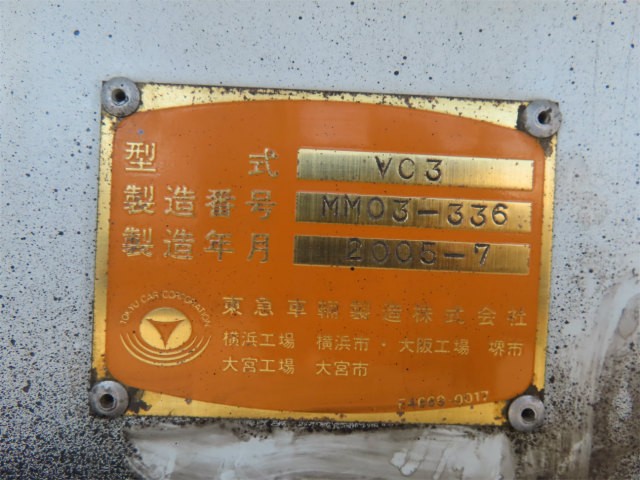 型 式 VC3
製造番号 MM03-336
製造年月 2005-7
TOKYU CAR CORPORATION
東急車輛製造株式会社
横浜工場 横浜市・大阪工場 堺市
大宮工場 大宮市